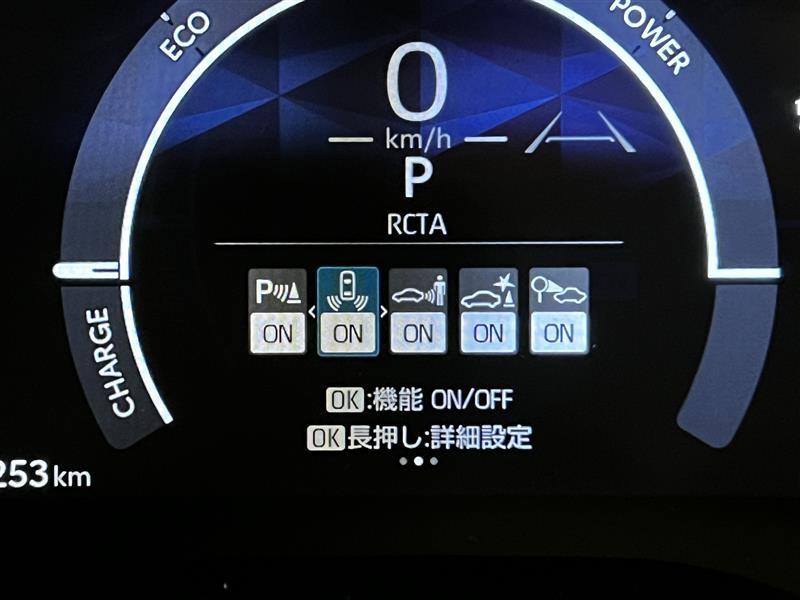 ECO
POWER
0
km/h
P
RCTA
P
ON ON ON ON ON
CHARGE
OK:機能 ON/OFF
OK長押し:詳細設定
253km